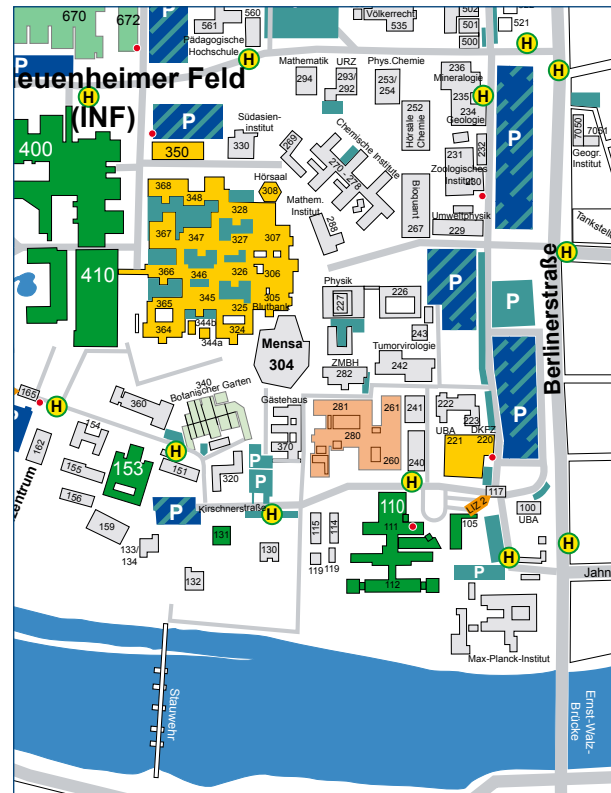 670
672
560
561
Völkerrecht
535
502
501
500
521
Pädagogische
Hochschule
P
P
H
H
H
H
H
euenheimer Feld
(INF)
Mathematik
294
URZ
293/
292
Phys.Chemie
253/
254
236
Mineralogie
235
234
Geologie
252
Hörsäle
Chemie
P
P
400
350
Südasien-
institut
330
269
Chemische Institute
270 - 278
231
232
Zoologisches
Institut
230
7050
7051
Geogr.
Institut
Hörsaal
308
368
348
328
367
347
327
307
366
346
326
306
365
345
325
305
Blutbank
364
344b
344a
324
Mathem.
Institut
288
Bioquant
267
Umweltphysik
229
Tankstelle
H
410
Physik
227
226
243
P
P
P
Berlinerstraße
Mensa
304
ZMBH
282
Tumorvirologie
242
165
H
P
360
340
Botanischer Garten
Gästehaus
370
281
261
280
260
241
240
222
UBA
223
DKFZ
221
220
162
154
155
156
153
151
H
320
P
P
H
117
LIZ 2
100
UBA
zentrum
159
P
Kirschnerstraße
H
131
130
115
114
110
111
105
133/
134
132
119
119
112
P
H
H
Jahn
Max-Planck-Institut
Stauwehr
Ernst-Walz-
Brücke